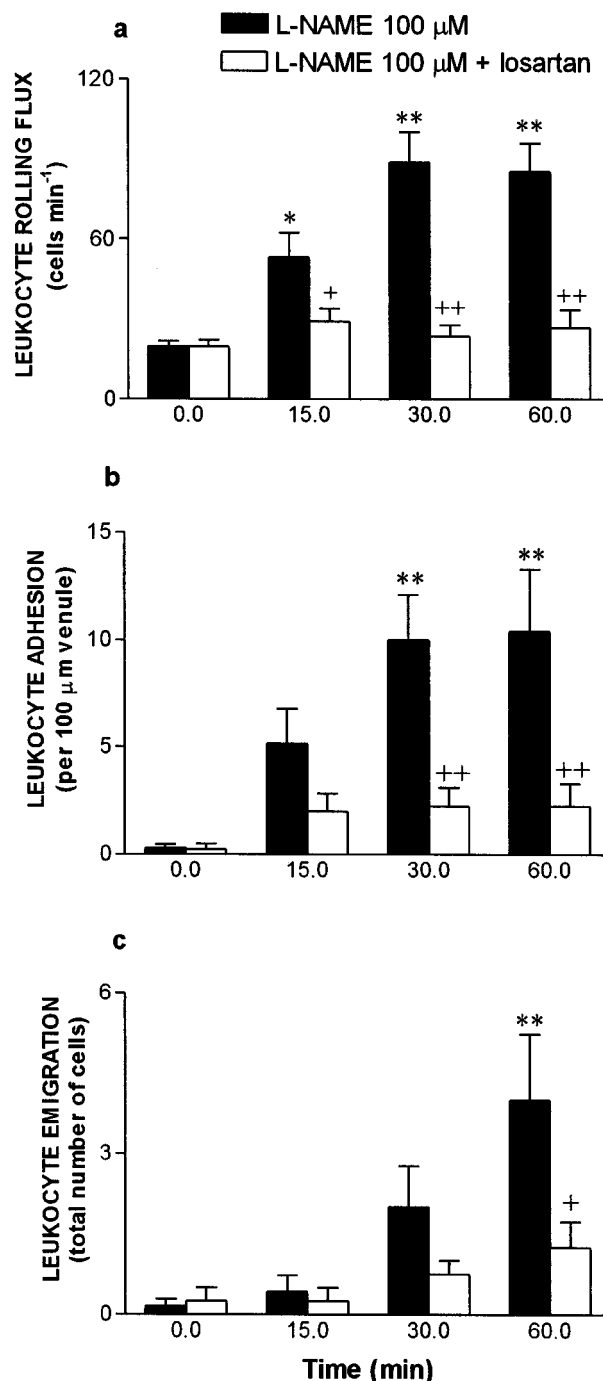 a
L-NAME 100 μM
L-NAME 100 μM + losartan
LEUKOCYTE ROLLING FLUX
(cells min⁻¹)
120
60
0
*
+
**
++
**
++
0.0 15.0 30.0 60.0
b
LEUKOCYTE ADHESION
(per 100 μm venule)
15
10
5
0
**
++
**
++
0.0 15.0 30.0 60.0
c
LEUKOCYTE EMIGRATION
(total number of cells)
6
3
0
**
+
0.0 15.0 30.0 60.0
Time (min)